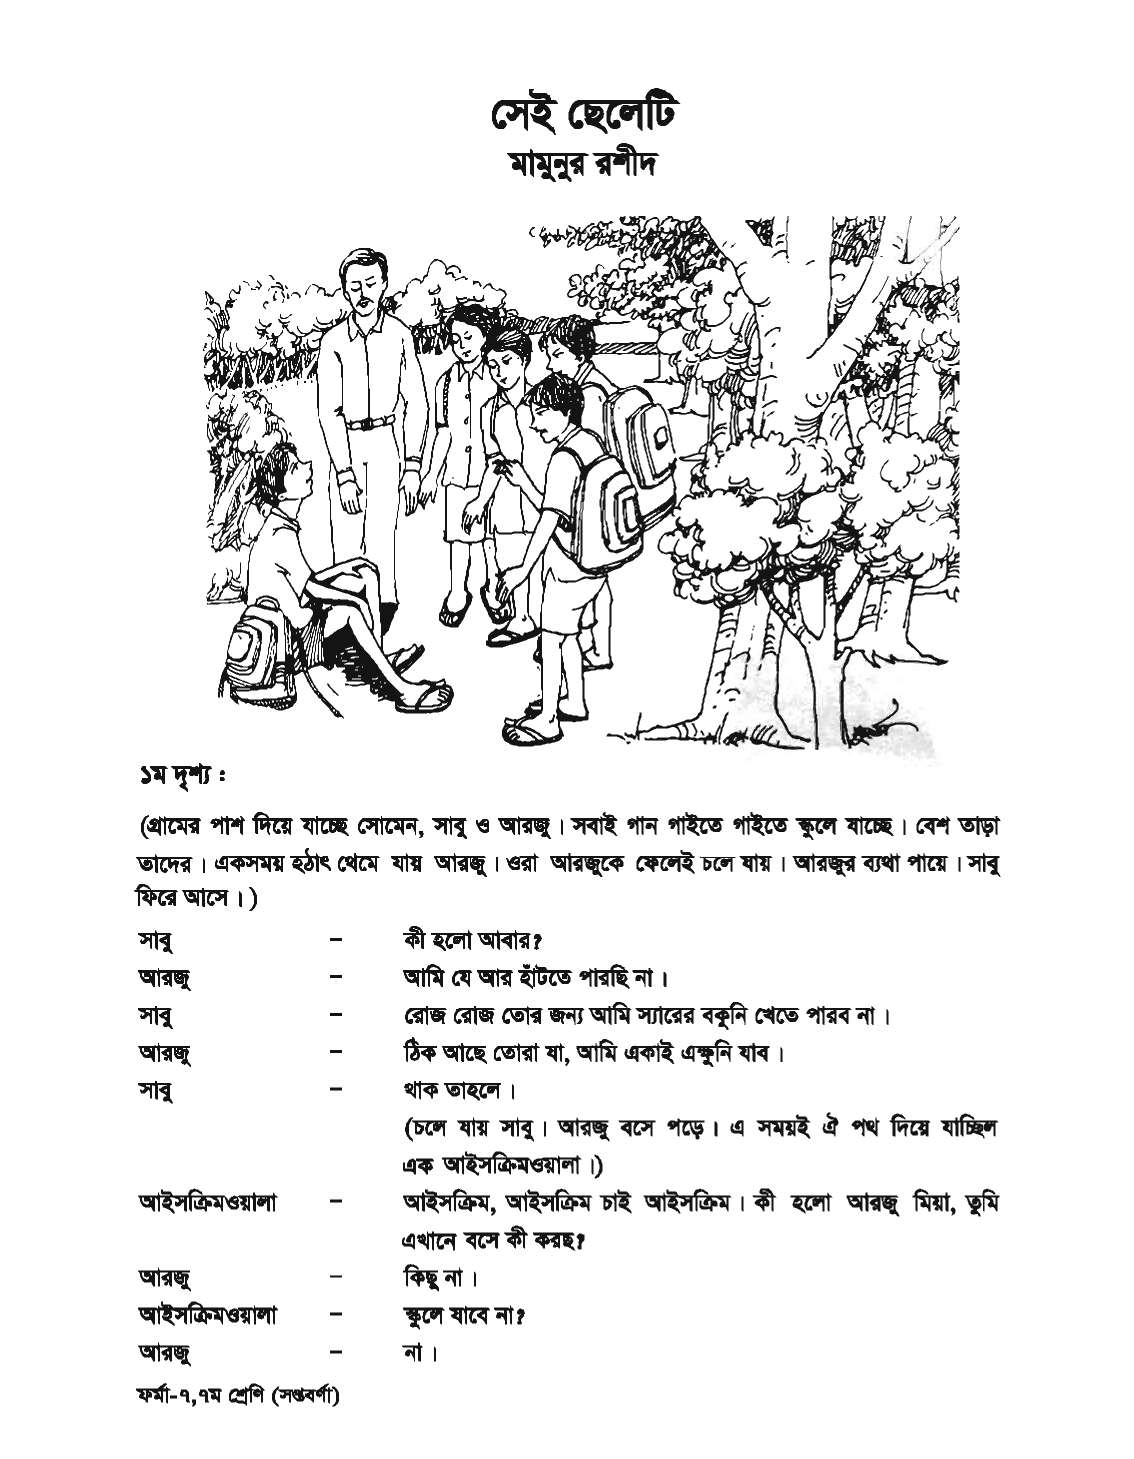 সেই ছেলেটি
মামুনুর রশীদ
১ম দৃশ্য :
(গ্রামের পাশ দিয়ে যাচ্ছে সোমেন, সাবু ও আরজু। সবাই গান গাইতে গাইতে স্কুলে যাচ্ছে। বেশ তাড়া
তাদের। একসময় হঠাৎ থেমে যায় আরজু। ওরা আরজুকে ফেলেই চলে যায়। আরজুর ব্যথা পায়ে। সাবু
ফিরে আসে।)
সাবু – কী হলো আবার?
আরজু – আমি যে আর হাঁটতে পারছি না।
সাবু – রোজ রোজ তোর জন্য আমি স্যারের বকুনি খেতে পারব না।
আরজু – ঠিক আছে তোরা যা, আমি একাই এক্ষুনি যাব।
সাবু – থাক তাহলে।
(চলে যায় সাবু। আরজু বসে পড়ে। এ সময়ই ঐ পথ দিয়ে যাচ্ছিল
এক আইসক্রিমওয়ালা।)
আইসক্রিমওয়ালা – আইসক্রিম, আইসক্রিম চাই আইসক্রিম। কী হলো আরজু মিয়া, তুমি
এখানে বসে কী করছ?
আরজু – কিছু না।
আইসক্রিমওয়ালা – স্কুলে যাবে না?
আরজু – না।
ফর্মা-৭,৭ম শ্রেণি (সপ্তবর্ণা)